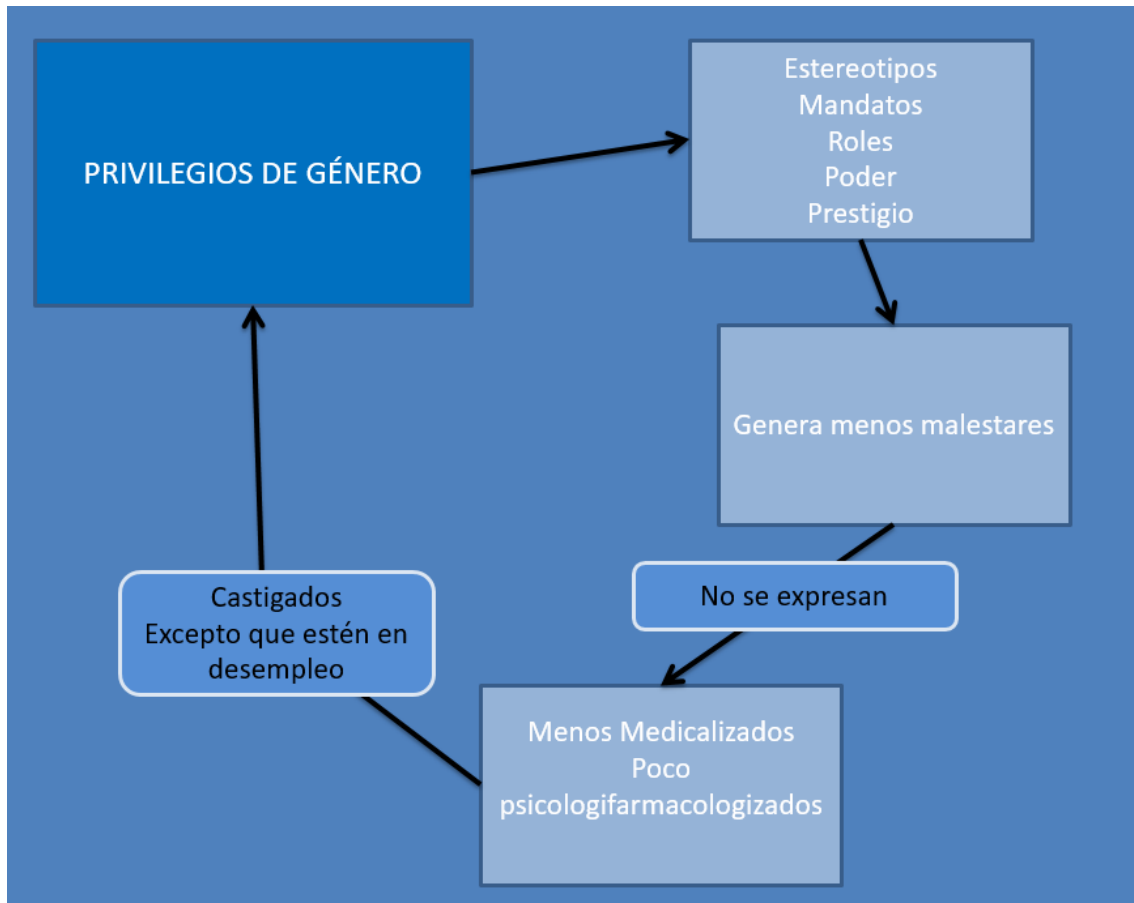 PRIVILEGIOS DE GÉNERO
Estereotipos
Mandatos
Roles
Poder
Prestigio
Genera menos malestares
No se expresan
Menos Medicalizados
Poco
psicologifarmacologizados
Castigados
Excepto que estén en
desempleo